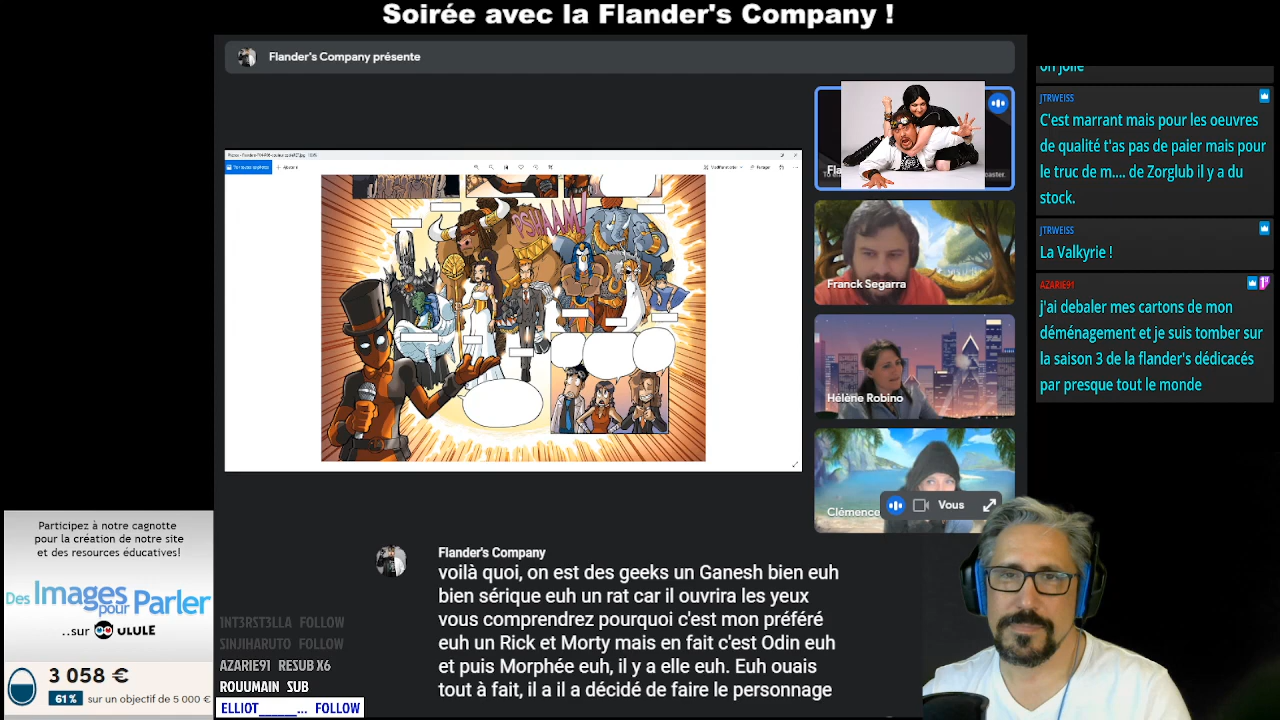 Soirée avec la Flander's Company !
Flander's Company présente
on jolie
JTRWEISS
C'est marrant mais pour les oeuvres
de qualité t'as pas de paier mais pour
le truc de m.... de Zorglub il y a du
stock.
JTRWEISS
La Valkyrie !
AZARIE91
j'ai debaler mes cartons de mon
déménagement et je suis tomber sur
la saison 3 de la flander's dédicacés
par presque tout le monde
PSHAAM!
Fla
Franck Segarra
Hélène Robino
Clémence
Vous
Flander's Company
voilà quoi, on est des geeks un Ganesh bien euh
bien sérique euh un rat car il ouvrira les yeux
vous comprendrez pourquoi c'est mon préféré
euh un Rick et Morty mais en fait c'est Odin euh
et puis Morphée euh, il y a elle euh. Euh ouais
tout à fait, il a il a décidé de faire le personnage
Participez à notre cagnotte
pour la création de notre site
et des resources éducatives!
Des Images pour Parler
..sur ULULE
3 058 €
61 % sur un objectif de 5 000 €
1NT3RST3LLA FOLLOW
SINJIHARUTO FOLLOW
AZARIE91 RESUB X6
ROUUMAIN SUB
ELLIOT______... FOLLOW